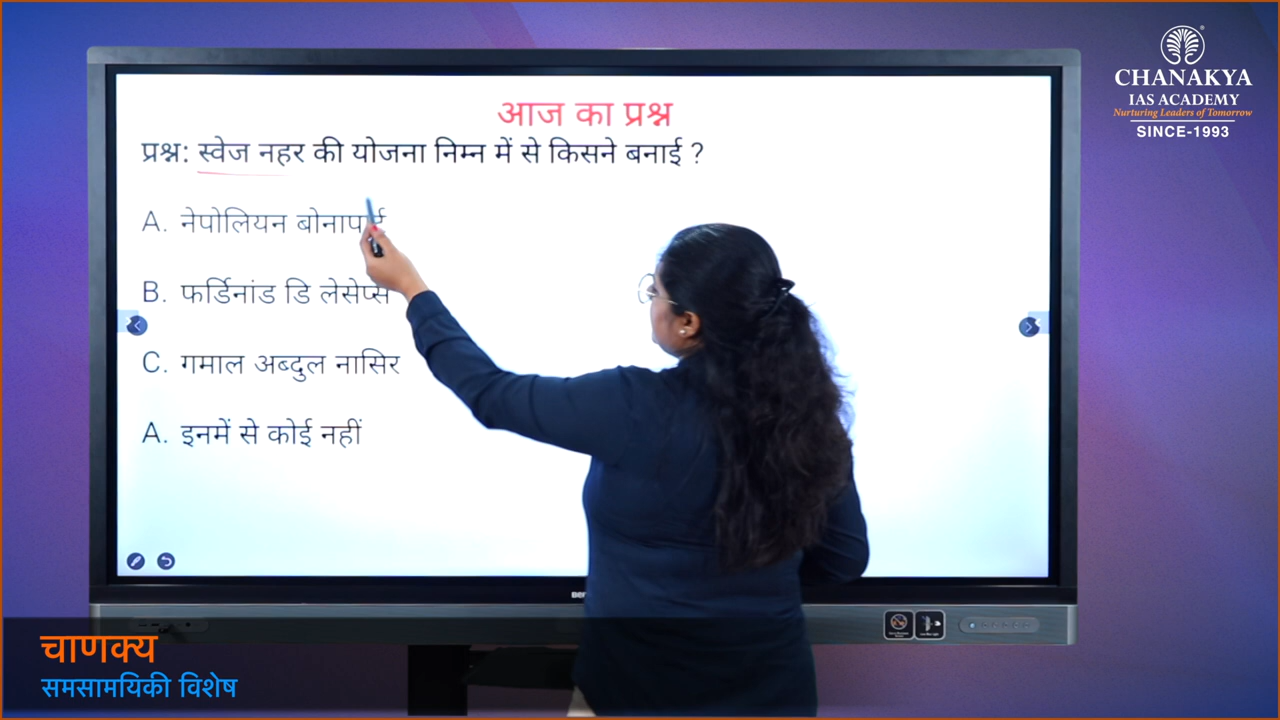 आज का प्रश्न
प्रश्न: स्वेज नहर की योजना निम्न में से किसने बनाई ?
A. नेपोलियन बोनापार्ट
B. फर्डिनांड डि लेसेप्स
C. गमाल अब्दुल नासिर
A. इनमें से कोई नहीं
CHANAKYA
IAS ACADEMY
Nurturing Leaders of Tomorrow
SINCE-1993
चाणक्य
समसामयिकी विशेष